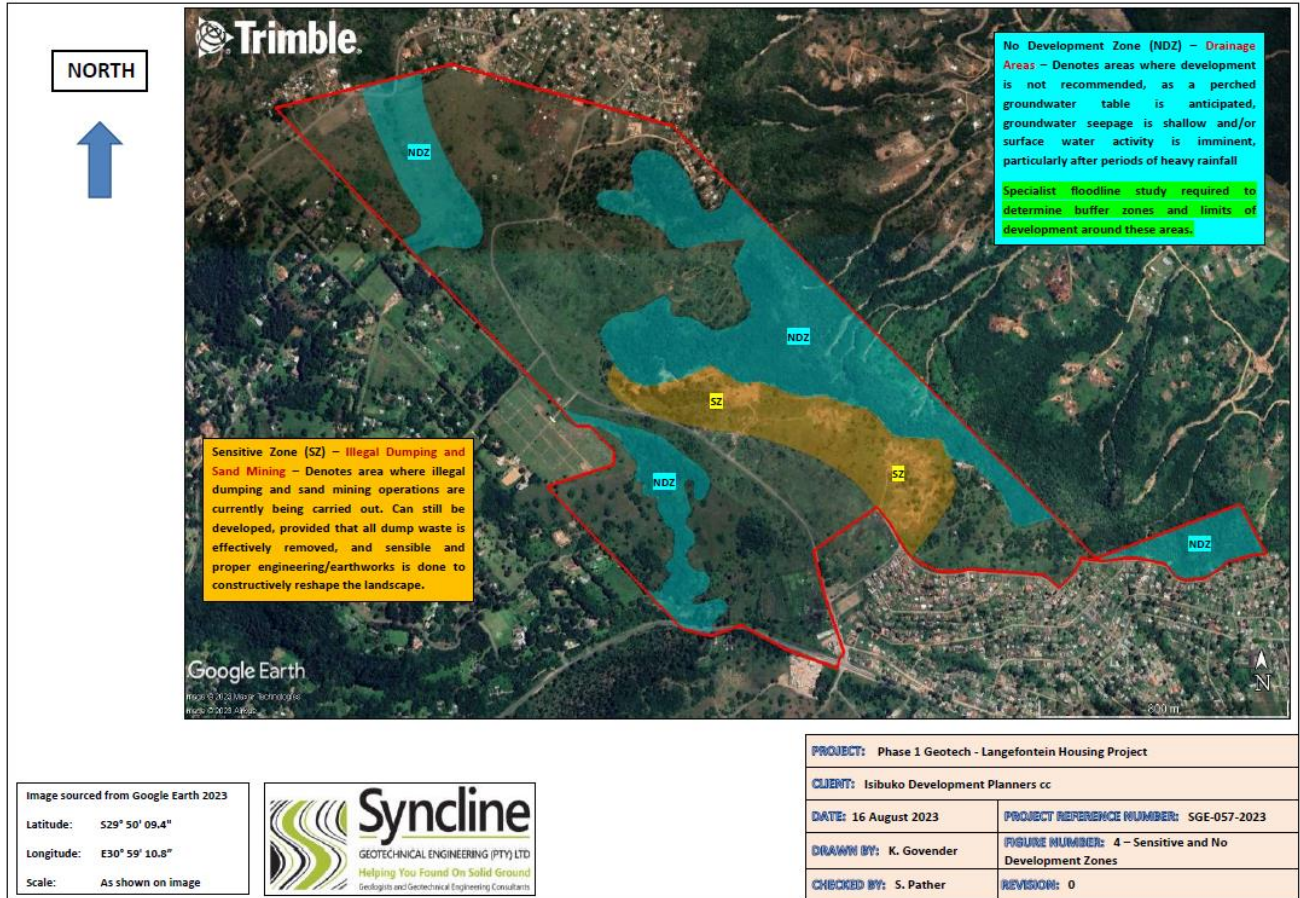 NORTH
Trimble.
No Development Zone (NDZ) – Drainage
Areas – Denotes areas where development
is not recommended, as a perched
groundwater table is anticipated,
groundwater seepage is shallow and/or
surface water activity is imminent,
particularly after periods of heavy rainfall
Specialist floodline study required to
determine buffer zones and limits of
development around these areas.
NDZ
NDZ
SZ
SZ
NDZ
NDZ
Sensitive Zone (SZ) – Illegal Dumping and
Sand Mining – Denotes area where illegal
dumping and sand mining operations are
currently being carried out. Can still be
developed, provided that all dump waste is
effectively removed, and sensible and
proper engineering/earthworks is done to
constructively reshape the landscape.
Google Earth
Image © 2023 Maxar Technologies
Image © 2023 Airbus
N
800 m
Image sourced from Google Earth 2023
Latitude: S29° 50' 09.4"
Longitude: E30° 59' 10.8"
Scale: As shown on image
Syncline
GEOTECHNICAL ENGINEERING (PTY) LTD
Helping You Found On Solid Ground
Geologists and Geotechnical Engineering Consultants
PROJECT: Phase 1 Geotech - Langefontein Housing Project
CLIENT: Isibuko Development Planners cc
DATE: 16 August 2023
PROJECT REFERENCE NUMBER: SGE-057-2023
DRAWN BY: K. Govender
FIGURE NUMBER: 4 – Sensitive and No
Development Zones
CHECKED BY: S. Pather
REVISION: 0